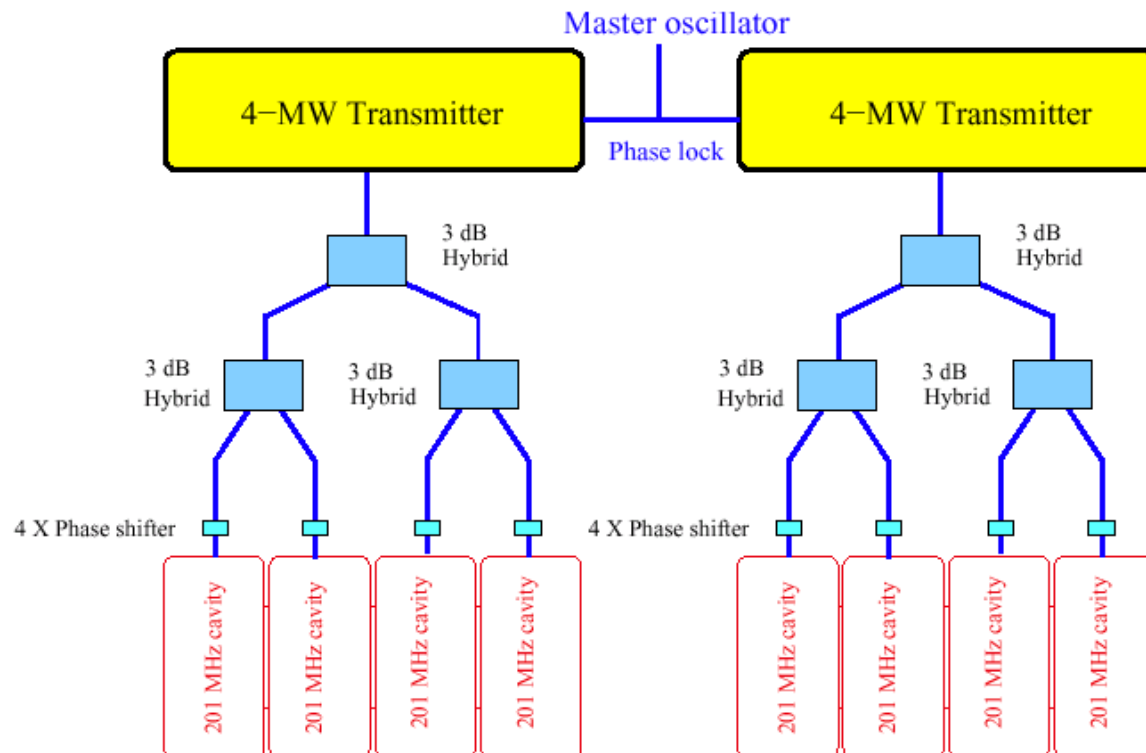 Master oscillator
4−MW Transmitter
4−MW Transmitter
Phase lock
3 dB
Hybrid
3 dB
Hybrid
3 dB
Hybrid
3 dB
Hybrid
3 dB
Hybrid
3 dB
Hybrid
4 X Phase shifter
4 X Phase shifter
201 MHz cavity
201 MHz cavity
201 MHz cavity
201 MHz cavity
201 MHz cavity
201 MHz cavity
201 MHz cavity
201 MHz cavity